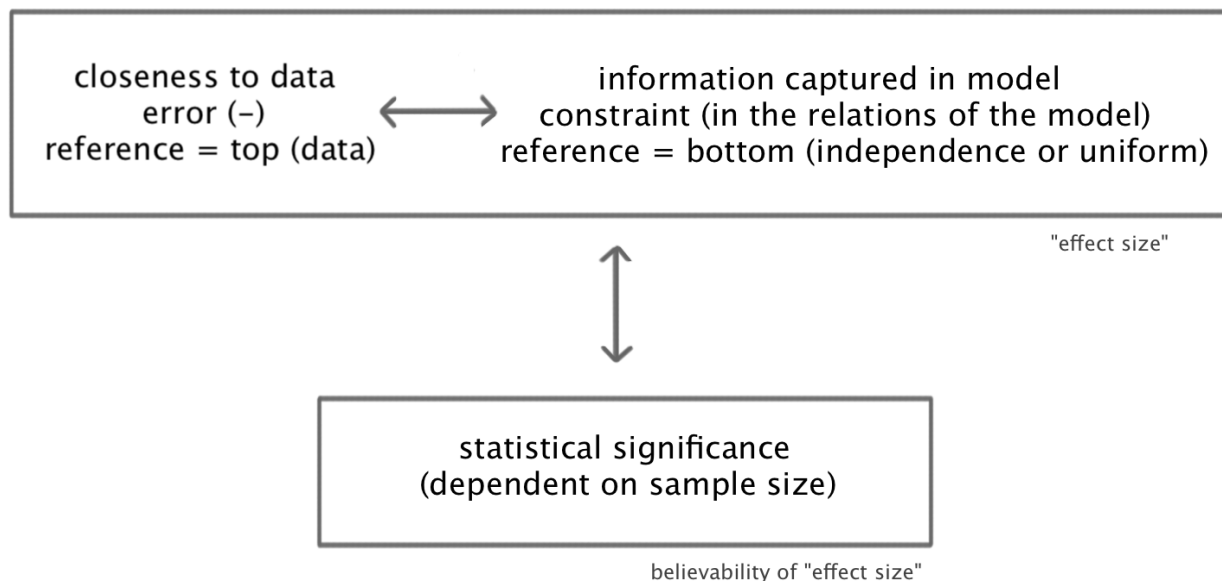 closeness to data
error (–)
reference = top (data)
information captured in model
constraint (in the relations of the model)
reference = bottom (independence or uniform)
"effect size"
statistical significance
(dependent on sample size)
believability of "effect size"